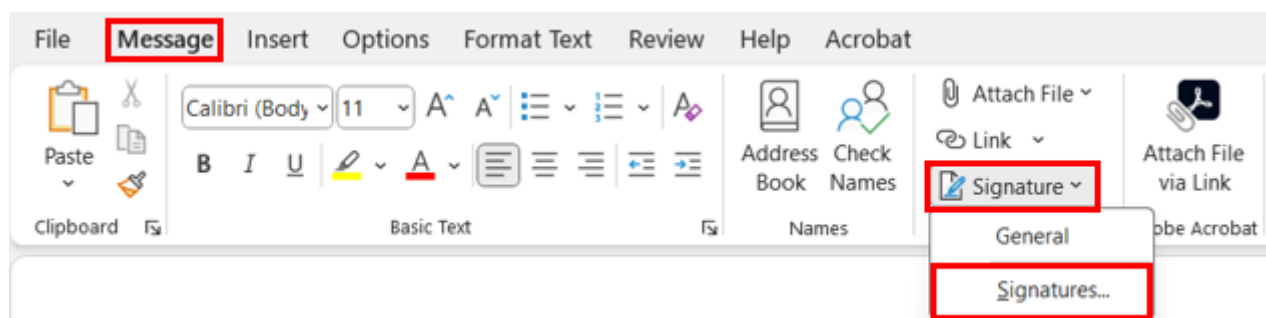 File Message Insert Options Format Text Review Help Acrobat
Calibri (Body 11
Attach File
Link
Paste
B I U A
Address Book
Check Names
Signature
Attach File via Link
Clipboard
Basic Text
Names
General
obe Acrobat
Signatures...